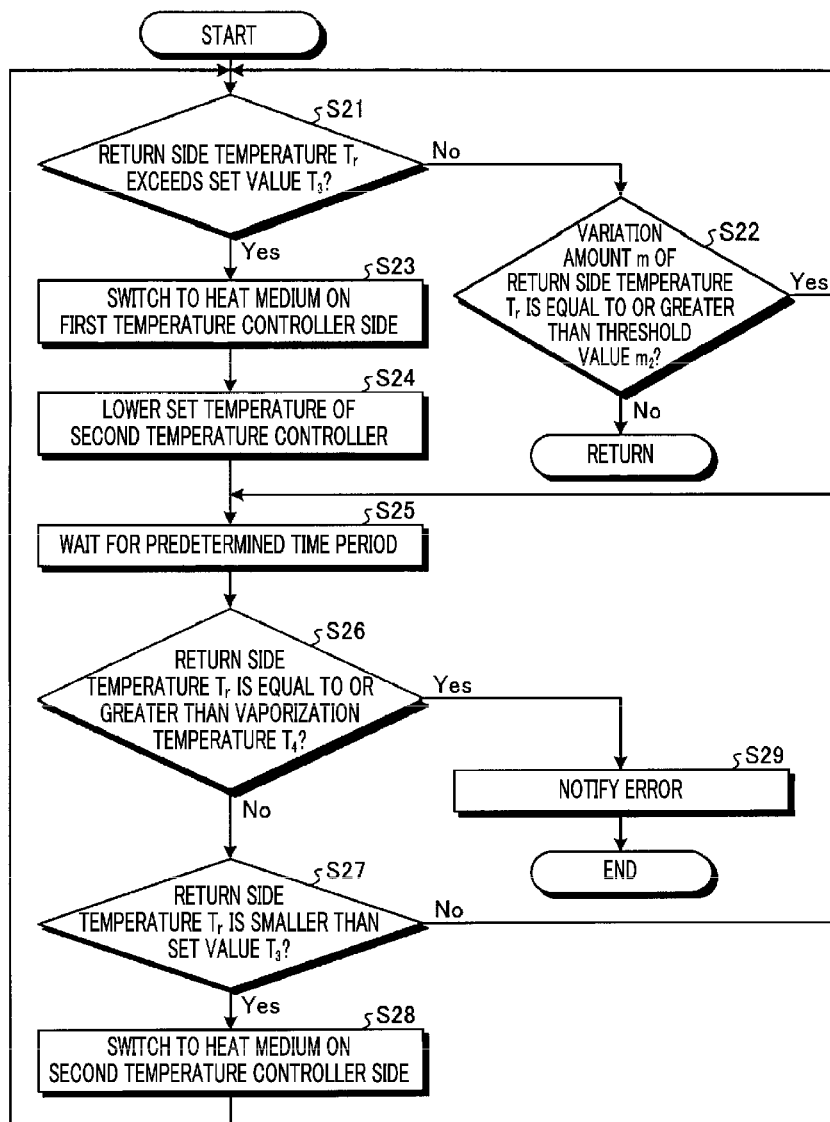 START
S21
RETURN SIDE TEMPERATURE Tr
EXCEEDS SET VALUE T3?
No
Yes
S22
VARIATION
AMOUNT m OF
RETURN SIDE TEMPERATURE
Tr IS EQUAL TO OR GREATER
THAN THRESHOLD
VALUE m2?
Yes
No
RETURN
S23
SWITCH TO HEAT MEDIUM ON
FIRST TEMPERATURE CONTROLLER SIDE
S24
LOWER SET TEMPERATURE OF
SECOND TEMPERATURE CONTROLLER
S25
WAIT FOR PREDETERMINED TIME PERIOD
S26
RETURN SIDE
TEMPERATURE Tr IS EQUAL TO OR
GREATER THAN VAPORIZATION
TEMPERATURE T4?
Yes
No
S29
NOTIFY ERROR
END
S27
RETURN SIDE
TEMPERATURE Tr IS SMALLER THAN
SET VALUE T3?
No
Yes
S28
SWITCH TO HEAT MEDIUM ON
SECOND TEMPERATURE CONTROLLER SIDE